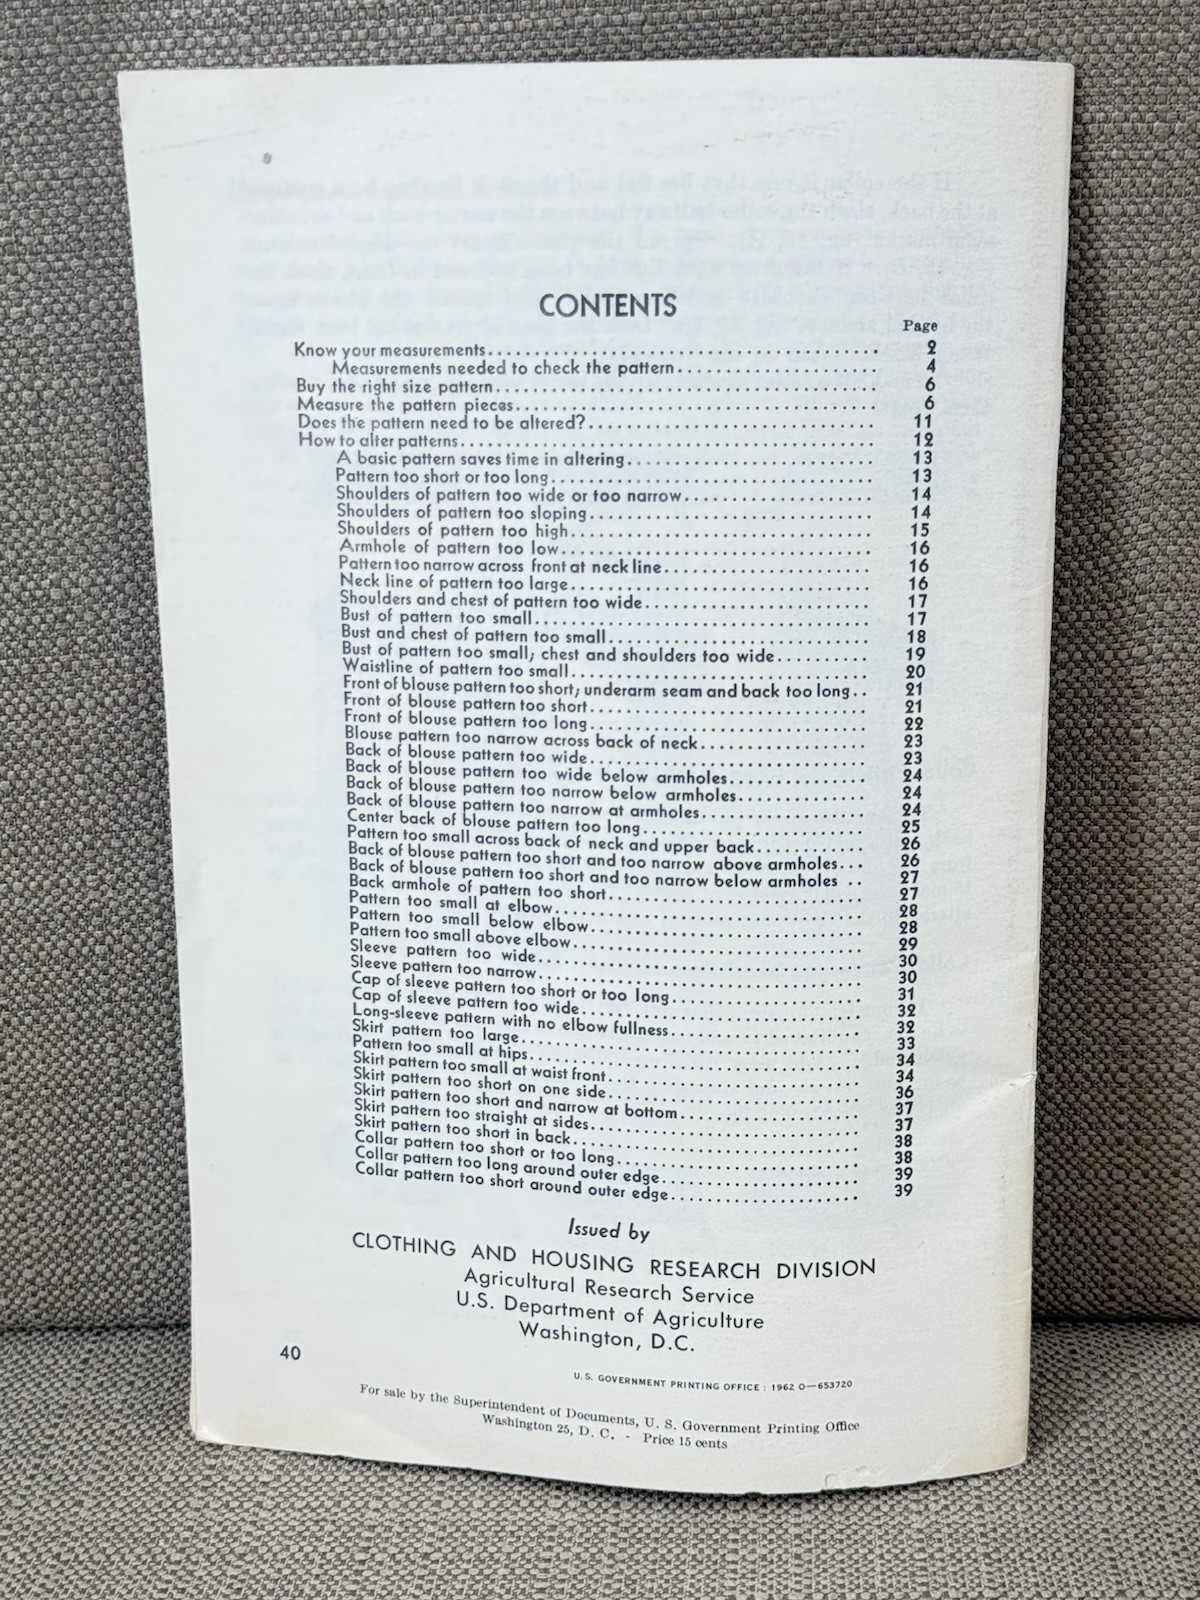 CONTENTS
Page
Know your measurements.......................................... 2
Measurements needed to check the pattern...................... 4
Buy the right size pattern......................................... 6
Measure the pattern pieces....................................... 6
Does the pattern need to be altered?............................... 11
How to alter patterns............................................. 12
A basic pattern saves time in altering........................... 13
Pattern too short or too long................................... 13
Shoulders of pattern too wide or too narrow..................... 14
Shoulders of pattern too sloping............................... 14
Shoulders of pattern too high................................. 15
Armhole of pattern too low................................... 16
Pattern too narrow across front at neck line....................... 16
Neck line of pattern too large................................. 16
Shoulders and chest of pattern too wide......................... 17
Bust of pattern too small..................................... 17
Bust and chest of pattern too small............................. 18
Bust of pattern too small; chest and shoulders too wide.......... 19
Waistline of pattern too small................................. 20
Front of blouse pattern too short; underarm seam and back too long.. 21
Front of blouse pattern too short............................... 21
Front of blouse pattern too long............................... 22
Blouse pattern too narrow across back of neck................... 23
Back of blouse pattern too wide............................... 23
Back of blouse pattern too wide below armholes............... 24
Back of blouse pattern too narrow below armholes.............. 24
Back of blouse pattern too narrow at armholes................. 24
Center back of blouse pattern too long......................... 25
Pattern too small across back of neck and upper back............ 26
Back of blouse pattern too short and too narrow above armholes... 26
Back of blouse pattern too short and too narrow below armholes .. 27
Back armhole of pattern too short............................. 27
Pattern too small at elbow................................... 28
Pattern too small below elbow............................... 28
Pattern too small above elbow............................... 29
Sleeve pattern too wide..................................... 30
Sleeve pattern too narrow................................... 30
Cap of sleeve pattern too short or too long..................... 31
Cap of sleeve pattern too wide............................... 32
Long-sleeve pattern with no elbow fullness..................... 32
Skirt pattern too large..................................... 33
Pattern too small at hips..................................... 34
Skirt pattern too small at waist front........................... 34
Skirt pattern too short on one side............................. 36
Skirt pattern too short and narrow at bottom................... 37
Skirt pattern too straight at sides............................. 37
Skirt pattern too short in back............................... 38
Collar pattern too short or too long........................... 38
Collar pattern too long around outer edge..................... 39
Collar pattern too short around outer edge.................... 39
Issued by
CLOTHING AND HOUSING RESEARCH DIVISION
Agricultural Research Service
U.S. Department of Agriculture
Washington, D.C.
40
U.S. GOVERNMENT PRINTING OFFICE : 1962 O—653720
For sale by the Superintendent of Documents, U. S. Government Printing Office
Washington 25, D. C. - Price 15 cents